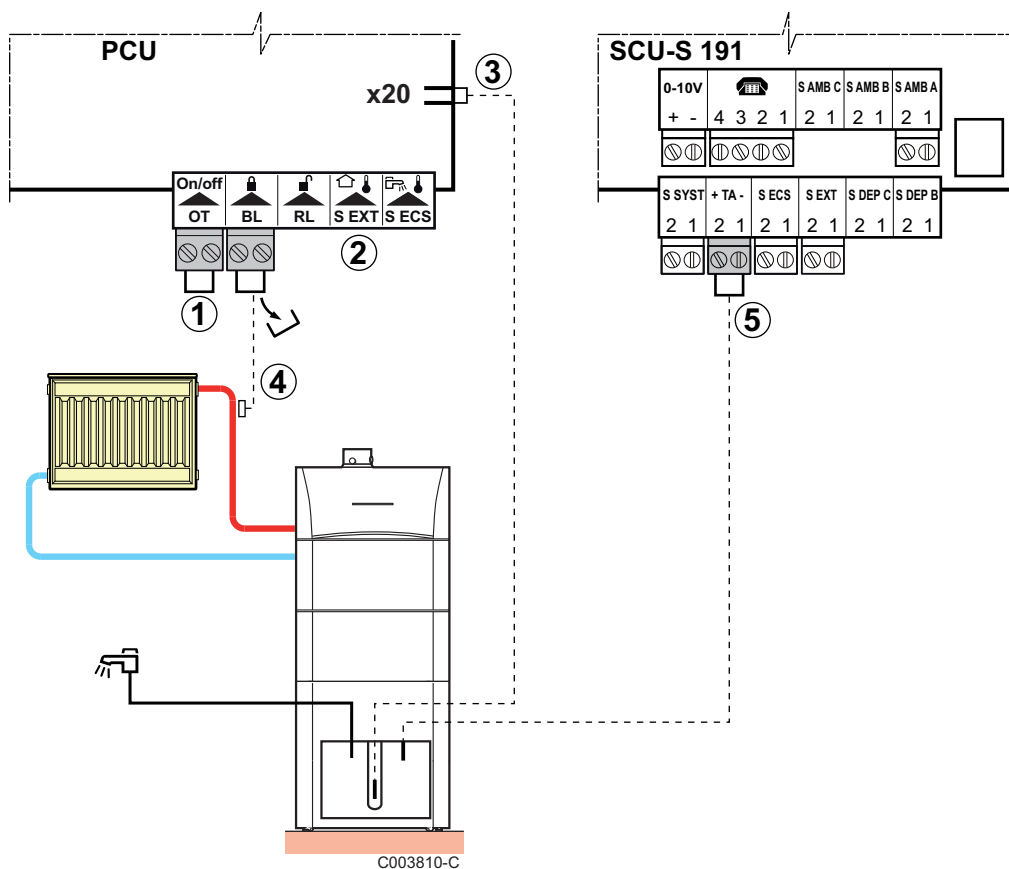 PCU
x20
3
On/off
OT BL RL S EXT S ECS
1
2
4
SCU-S 191
0-10V S AMB C S AMB B S AMB A
+ - 4 3 2 1 2 1 2 1 2 1
S SYST + TA - S ECS S EXT S DEP C S DEP B
2 1 2 1 2 1 2 1 2 1 2 1
5
C003810-C